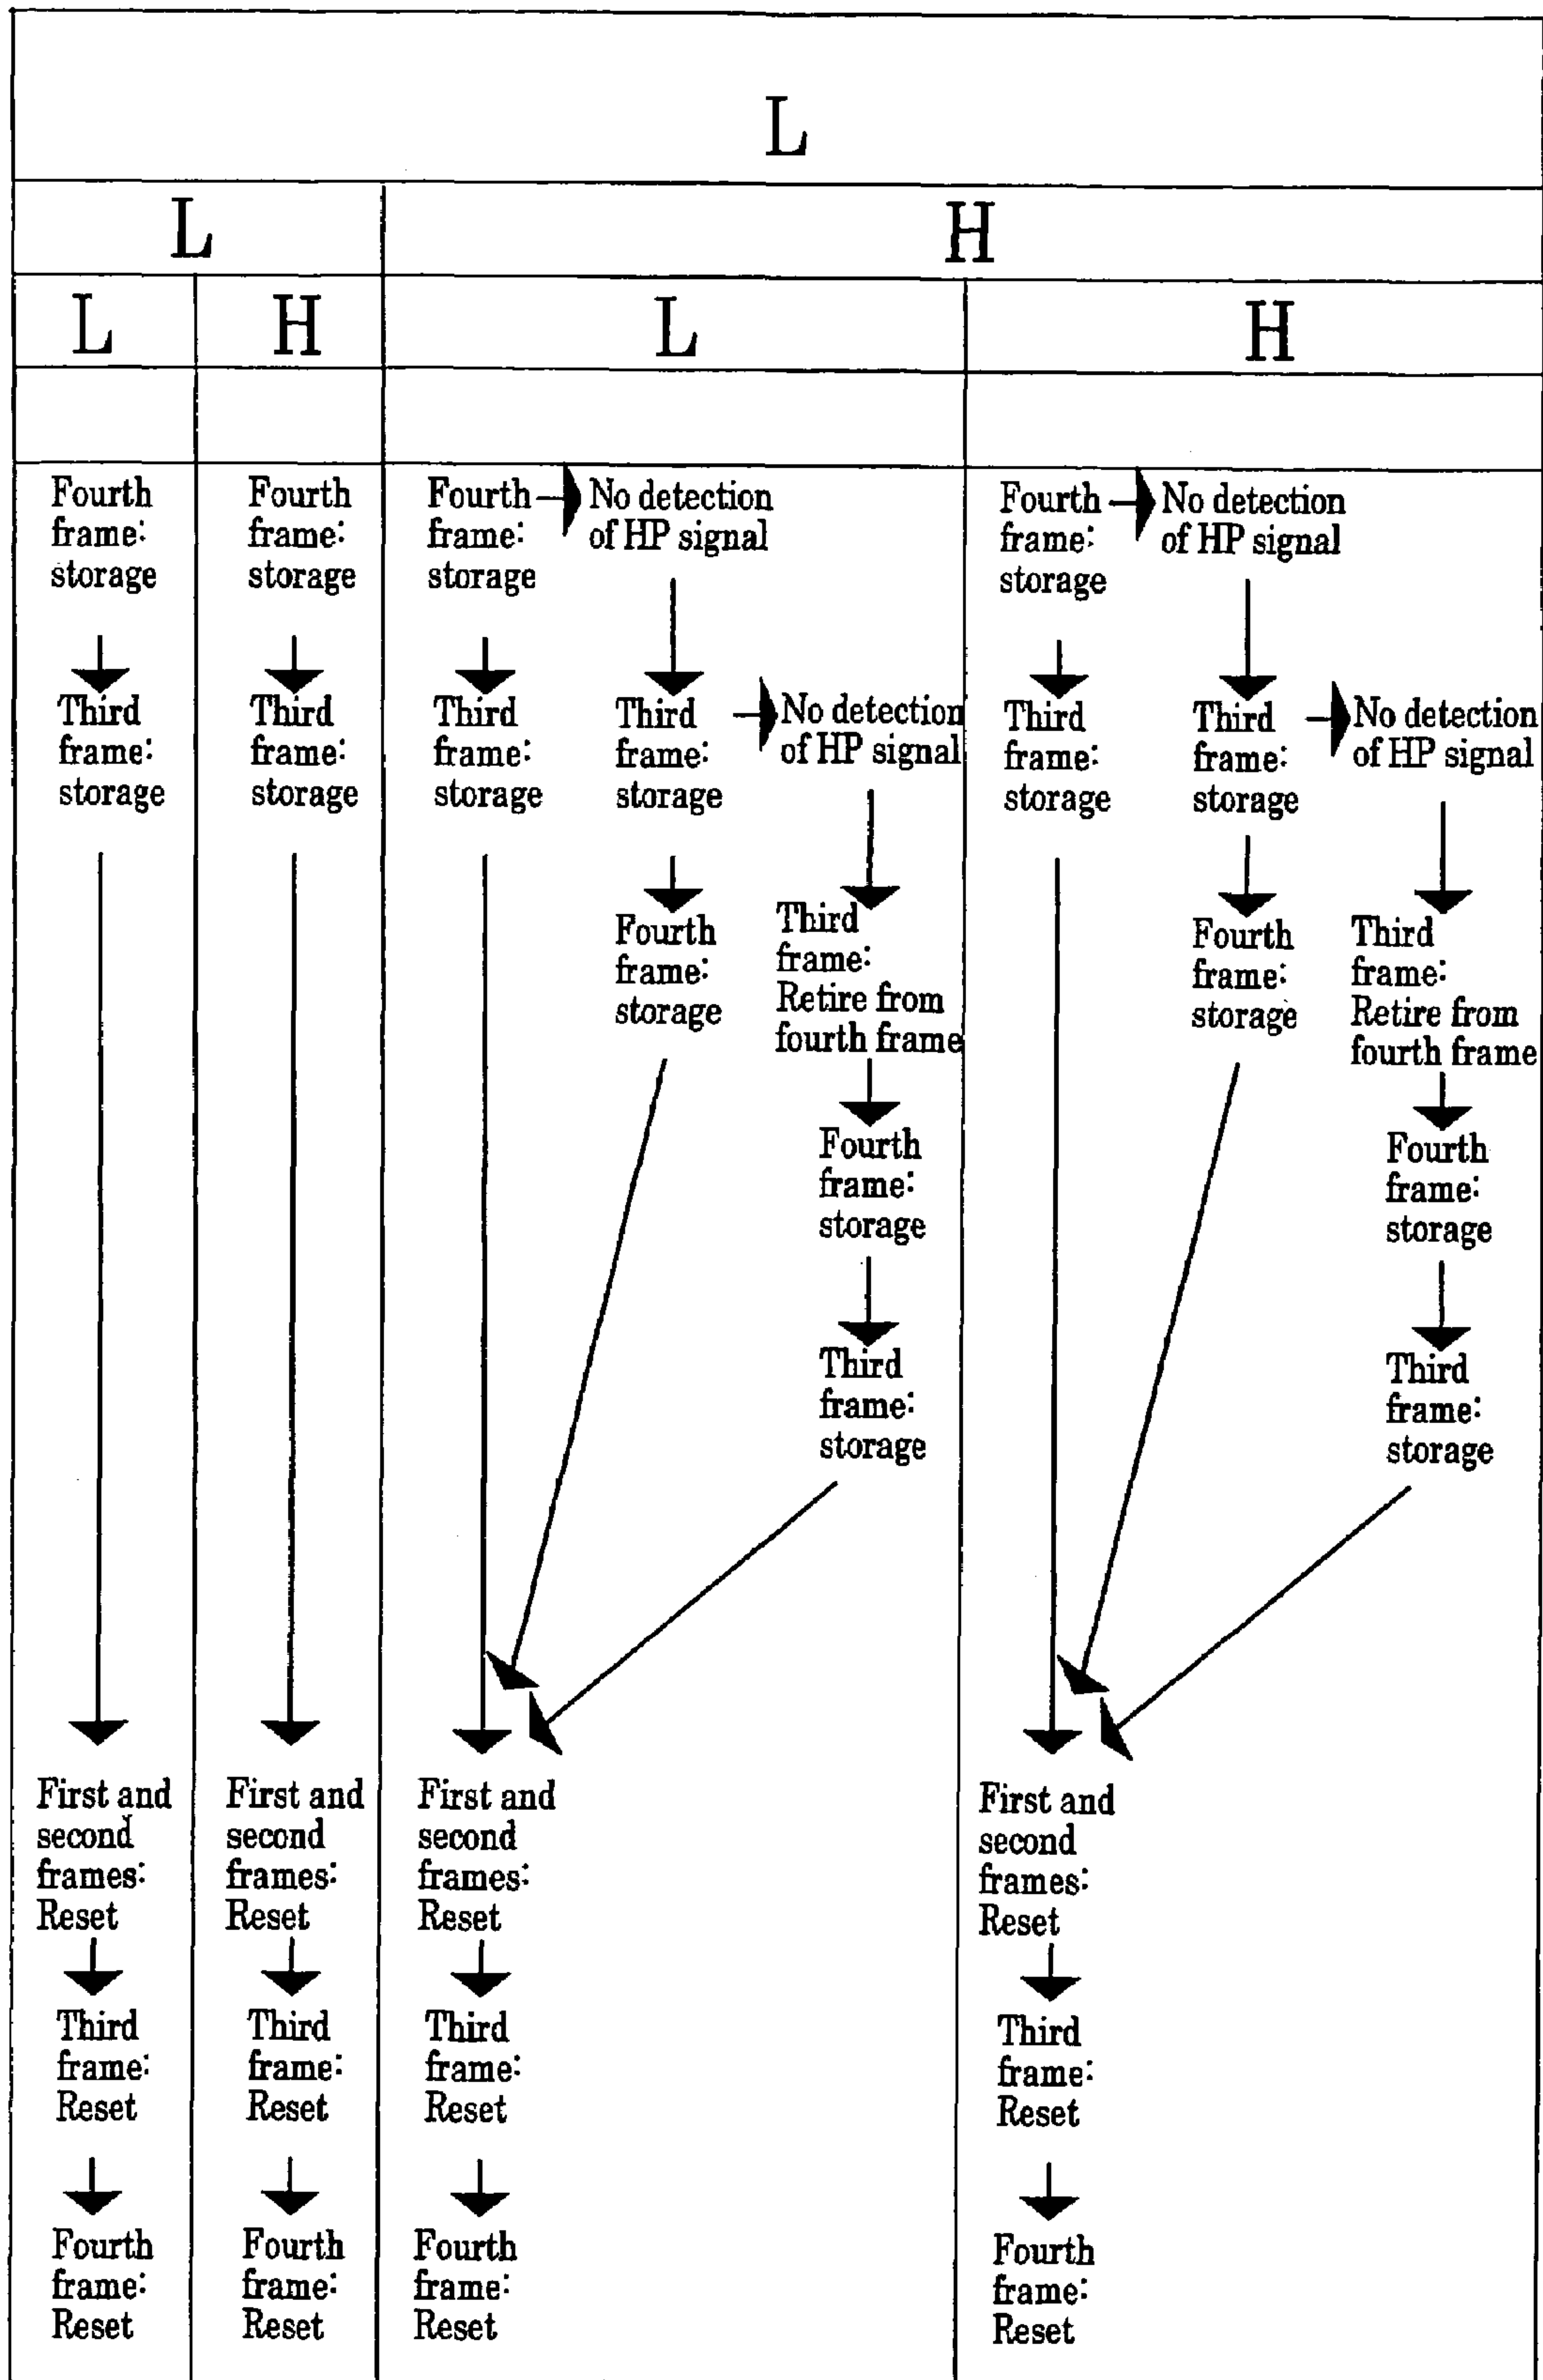 L
L
H
L
H
L
H
Fourth
frame:
storage
Third
frame:
storage
First and
second
frames:
Reset
Third
frame:
Reset
Fourth
frame:
Reset
Fourth
frame:
storage
Third
frame:
storage
First and
second
frames:
Reset
Third
frame:
Reset
Fourth
frame:
Reset
Fourth
frame:
storage
Third
frame:
storage
First and
second
frames:
Reset
Third
frame:
Reset
Fourth
frame:
Reset
No detection
of HP signal
Third
frame:
storage
Fourth
frame:
storage
No detection
of HP signal
Third
frame:
Retire from
fourth frame
Fourth
frame:
storage
Third
frame:
storage
Fourth
frame:
storage
Third
frame:
storage
First and
second
frames:
Reset
Third
frame:
Reset
Fourth
frame:
Reset
No detection
of HP signal
Third
frame:
storage
Fourth
frame:
storage
No detection
of HP signal
Third
frame:
Retire from
fourth frame
Fourth
frame:
storage
Third
frame:
storage